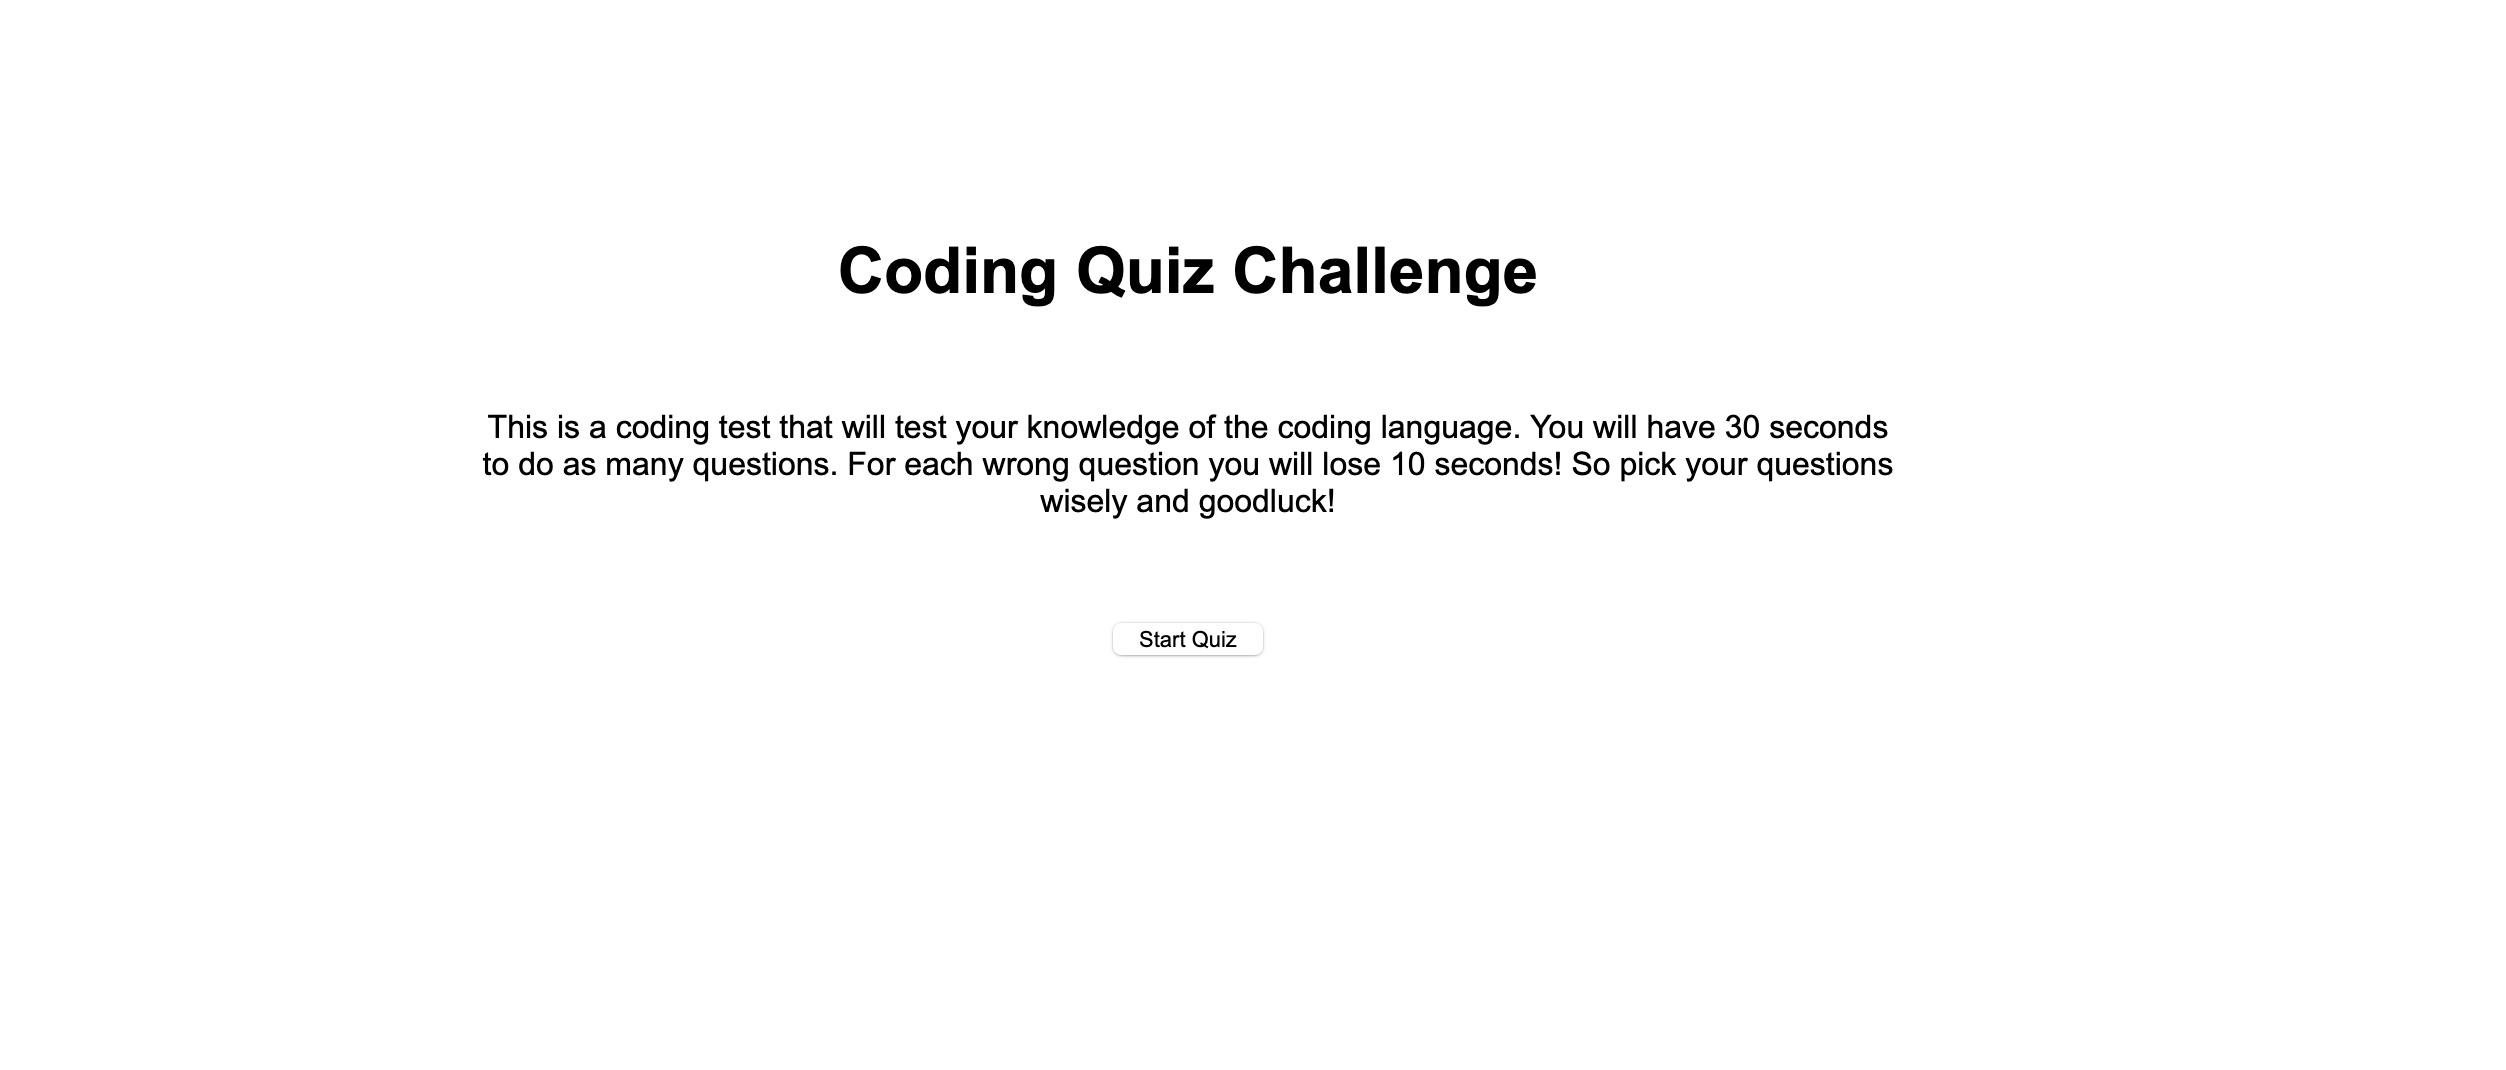 Coding Quiz Challenge
This is a coding test that will test your knowledge of the coding language. You will have 30 seconds
to do as many questions. For each wrong question you will lose 10 seconds! So pick your questions
wisely and goodluck!
Start Quiz